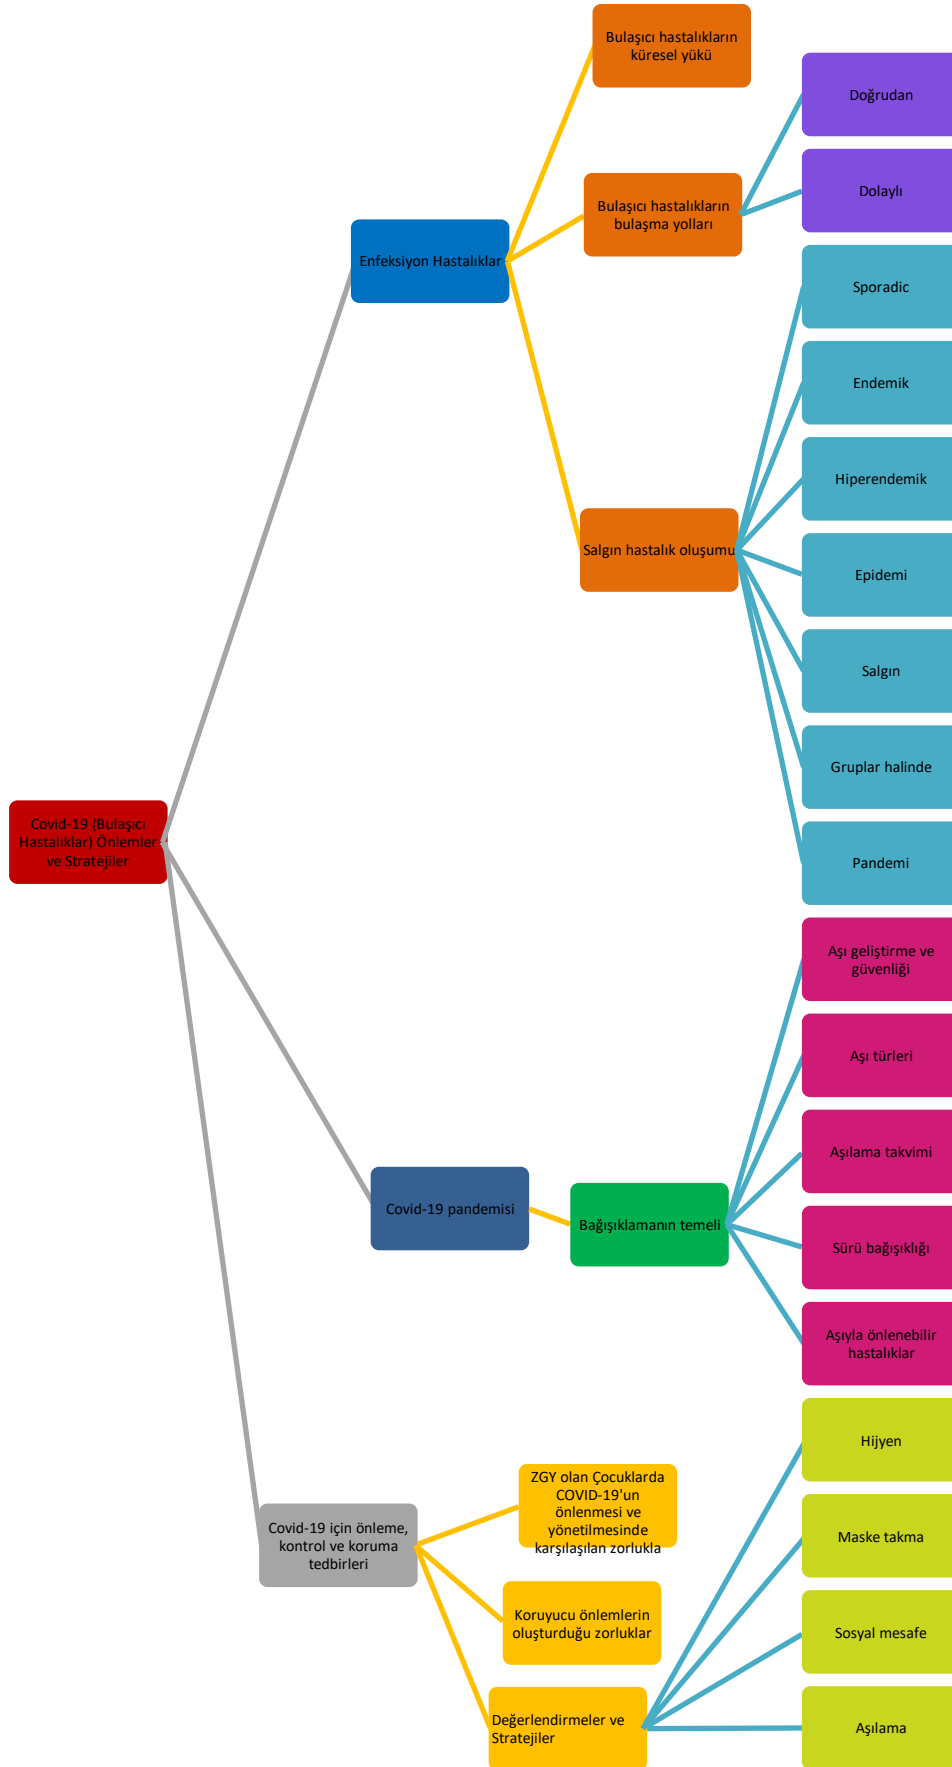 Bulaşıcı hastalıkların
küresel yükü
Doğrudan
Bulaşıcı hastalıkların
bulaşma yolları
Dolaylı
Enfeksiyon Hastalıklar
Sporadic
Endemik
Hiperendemik
Salgın hastalık oluşumu
Epidemi
Salgın
Gruplar halinde
Pandemi
Covid-19 (Bulaşıcı
Hastalıklar) Önlemler
ve Stratejiler
Aşı geliştirme ve
güvenliği
Aşı türleri
Aşılama takvimi
Covid-19 pandemisi
Bağışıklamanın temeli
Sürü bağışıklığı
Aşıyla önlenebilir
hastalıklar
Hijyen
ZGY olan Çocuklarda
COVID-19'un
önlenmesi ve
yönetilmesinde
karşılaşılan zorlukla
Covid-19 için önleme,
kontrol ve koruma
tedbirleri
Maske takma
Koruyucu önlemlerin
oluşturduğu zorluklar
Sosyal mesafe
Değerlendirmeler ve
Stratejiler
Aşılama